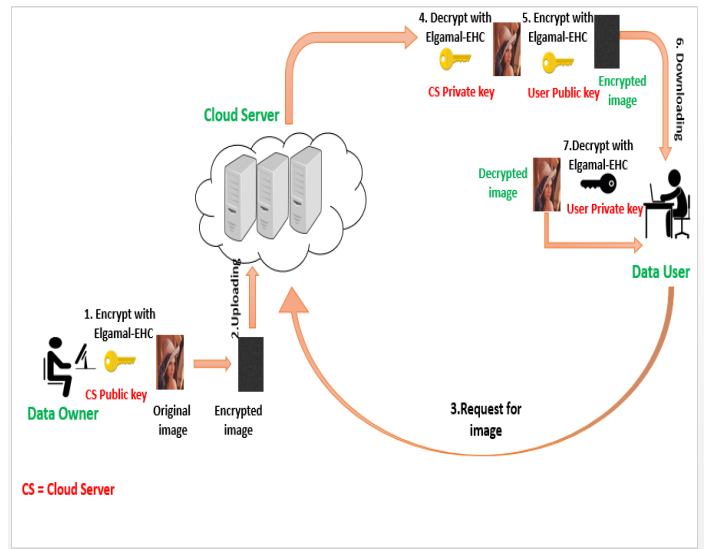 4. Decrypt with
Elgamal-EHC
CS Private key
5. Encrypt with
Elgamal-EHC
User Public key
Encrypted
image
6. Downloading
Cloud Server
7.Decrypt with
Elgamal-EHC
User Private key
Decrypted
image
Data User
2.Uploading
1. Encrypt with
Elgamal-EHC
CS Public key
Data Owner
Original
image
Encrypted
image
3.Request for
image
CS = Cloud Server